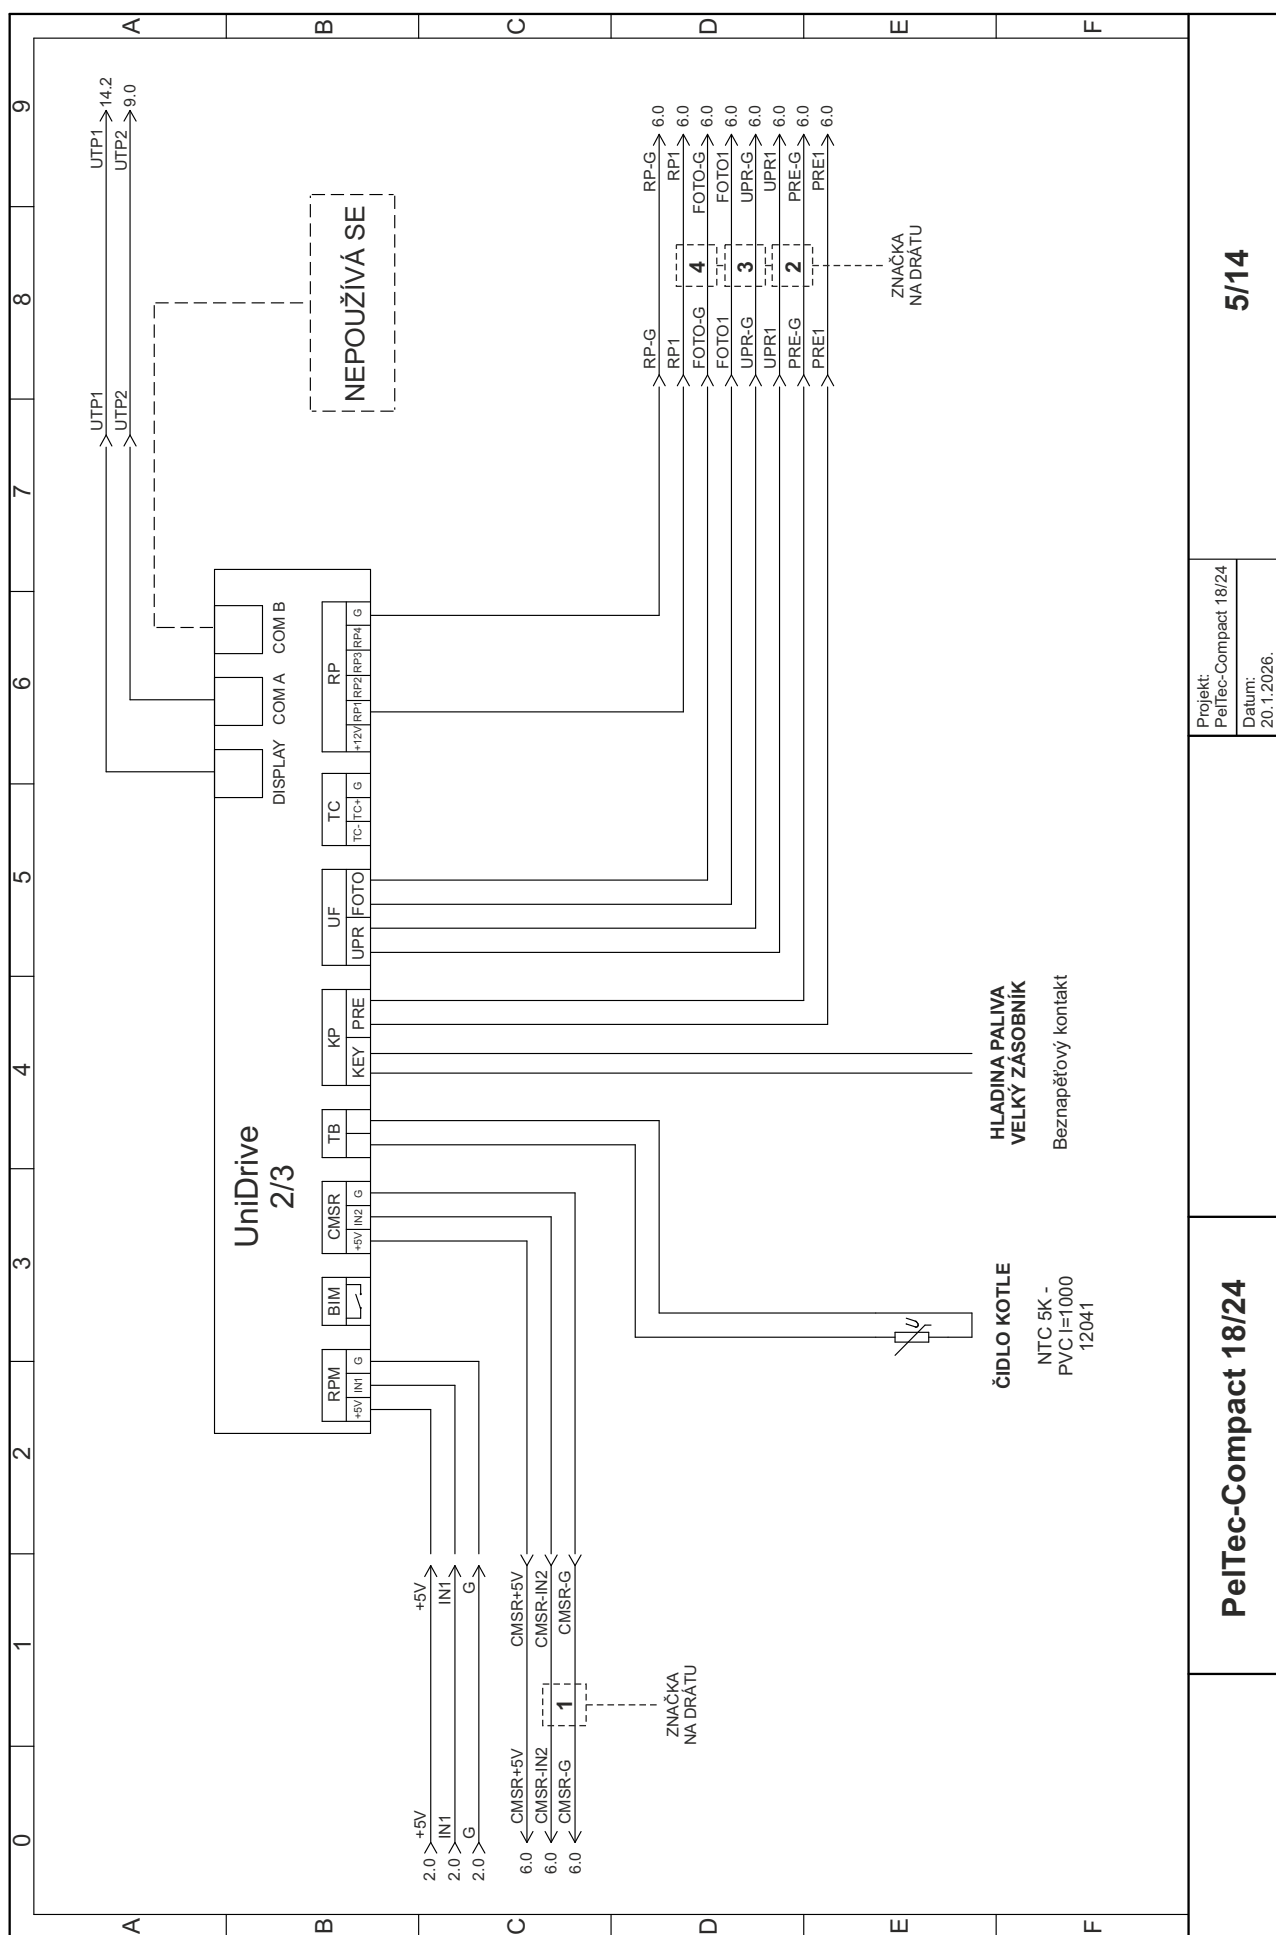 0 1 2 3 4 5 6 7 8 9
A
B
C
D
E
F
A
B
C
D
E
F
UTP1 UTP1 14.2
UTP2 UTP2 9.0
NEPOUŽÍVÁ SE
UniDrive
2/3
DISPLAY COM A COM B
RPM BIM CMSR TB KP UF TC RP
+5V IN1 G +5V IN2 G KEY PRE UPR FOTO TC- TC+ G +12V RP1 RP2 RP3 RP4 G
2.0 +5V +5V
2.0 IN1 IN1
2.0 G G
6.0 CMSR+5V CMSR+5V
6.0 CMSR-IN2 CMSR-IN2
6.0 CMSR-G CMSR-G
1
ZNAČKA
NA DRÁTU
RP-G RP-G 6.0
RP1 RP1 6.0
FOTO-G FOTO-G 6.0
FOTO1 FOTO1 6.0
UPR-G UPR-G 6.0
UPR1 UPR1 6.0
PRE-G PRE-G 6.0
PRE1 PRE1 6.0
4
3
2
ZNAČKA
NA DRÁTU
ČIDLO KOTLE
NTC 5K -
PVC l=1000
12041
U
HLADINA PALIVA
VELKÝ ZÁSOBNÍK
Beznapěťový kontakt
PelTec-Compact 18/24
Projekt:
PelTec-Compact 18/24
Datum:
20.1.2026.
5/14